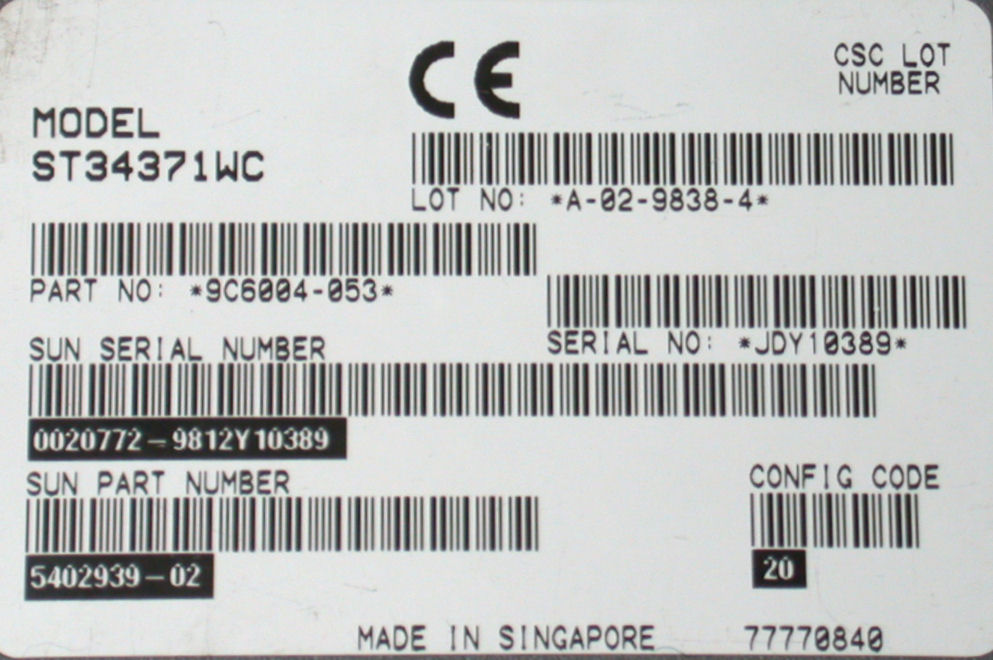 CE
CSC LOT
NUMBER
MODEL
ST34371WC
LOT NO: *A-02-9838-4*
PART NO: *9C6004-053*
SERIAL NO: *JDY10389*
SUN SERIAL NUMBER
0020772-9812Y10389
SUN PART NUMBER
5402939-02
CONFIG CODE
20
MADE IN SINGAPORE 77770840